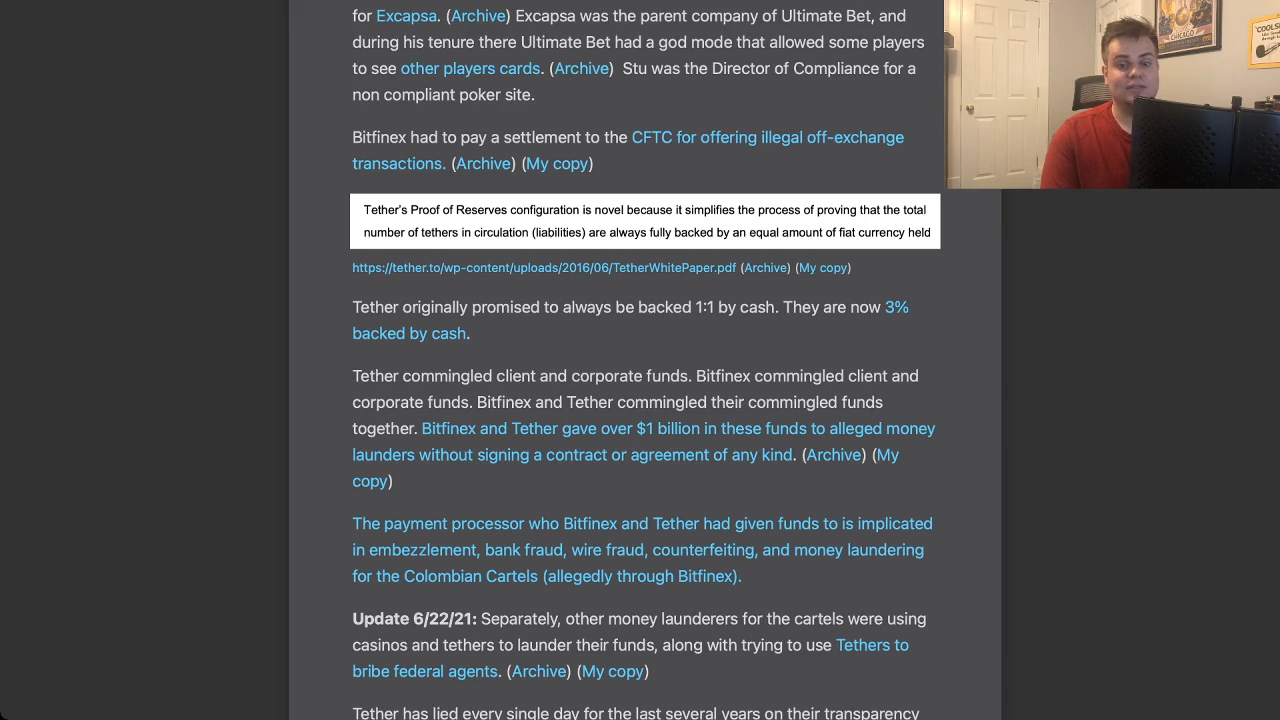 for Excapsa. (Archive) Excapsa was the parent company of Ultimate Bet, and
during his tenure there Ultimate Bet had a god mode that allowed some players
to see other players cards. (Archive)  Stu was the Director of Compliance for a
non compliant poker site.
Bitfinex had to pay a settlement to the CFTC for offering illegal off-exchange
transactions. (Archive) (My copy)
Tether's Proof of Reserves configuration is novel because it simplifies the process of proving that the total
number of tethers in circulation (liabilities) are always fully backed by an equal amount of fiat currency held
https://tether.to/wp-content/uploads/2016/06/TetherWhitePaper.pdf (Archive) (My copy)
Tether originally promised to always be backed 1:1 by cash. They are now 3%
backed by cash.
Tether commingled client and corporate funds. Bitfinex commingled client and
corporate funds. Bitfinex and Tether commingled their commingled funds
together. Bitfinex and Tether gave over $1 billion in these funds to alleged money
launders without signing a contract or agreement of any kind. (Archive) (My
copy)
The payment processor who Bitfinex and Tether had given funds to is implicated
in embezzlement, bank fraud, wire fraud, counterfeiting, and money laundering
for the Colombian Cartels (allegedly through Bitfinex).
Update 6/22/21: Separately, other money launderers for the cartels were using
casinos and tethers to launder their funds, along with trying to use Tethers to
bribe federal agents. (Archive) (My copy)
Tether has lied every single day for the last several years on their transparency
CHICAGO
"COOLS